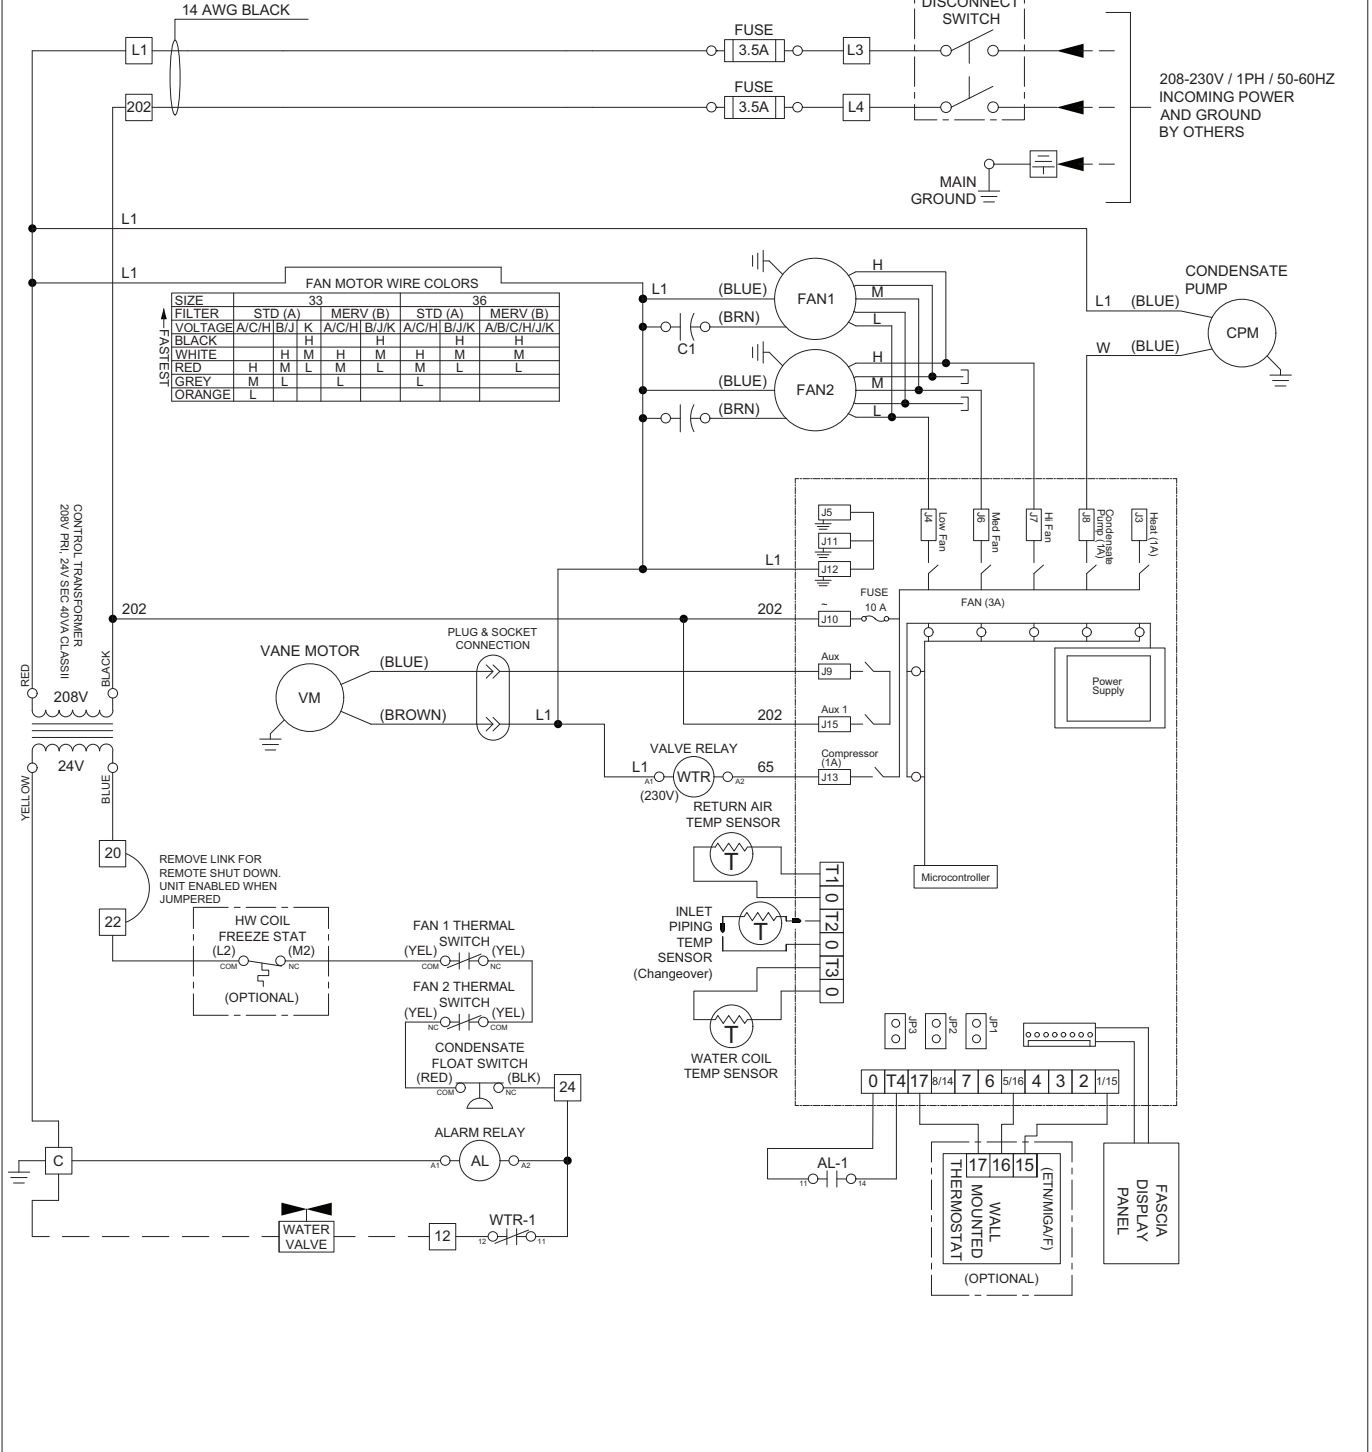 14 AWG BLACK
DISCONNECT
SWITCH
L1
FUSE
3.5A
L3
202
FUSE
3.5A
L4
208-230V / 1PH / 50-60HZ
INCOMING POWER
AND GROUND
BY OTHERS
MAIN
GROUND
L1
L1
FAN MOTOR WIRE COLORS
SIZE 33 36
FILTER STD (A) MERV (B) STD (A) MERV (B)
VOLTAGE A/C/H B/J K A/C/H B/J/K A/C/H B/J/K A/B/C/H/J/K
BLACK H H H H
WHITE H M H M H M M
RED H M L M L M L L
GREY M L L L
ORANGE L
FASTEST
L1 (BLUE) FAN1 H
M
L
(BRN)
C1
(BLUE) FAN2 H
M
L
(BRN)
CONDENSATE
PUMP
L1 (BLUE)
CPM
W (BLUE)
CONTROL TRANSFORMER
208V PRI, 24V SEC 40VA CLASSII
RED
BLACK
208V
24V
YELLOW
BLUE
202
J5
J11
L1 J12
J4 Low Fan
J6 Med Fan
J7 Hi Fan
J8 Condensate
Pump (1A)
J3 Heat (1A)
FUSE
10 A
FAN (3A)
202 ~
J10
VANE MOTOR
VM
(BLUE)
(BROWN)
PLUG & SOCKET
CONNECTION
L1
Aux
J9
202 Aux 1
J15
Power
Supply
VALVE RELAY
L1 A1 WTR A2 65
(230V)
Compressor
(1A)
J13
RETURN AIR
TEMP SENSOR
T
Microcontroller
INLET
PIPING
TEMP
SENSOR
(Changeover)
T
T1
0
T2
0
T3
0
T
WATER COIL
TEMP SENSOR
20
22
REMOVE LINK FOR
REMOTE SHUT DOWN.
UNIT ENABLED WHEN
JUMPERED
HW COIL
FREEZE STAT
(L2) (M2)
COM NC
(OPTIONAL)
FAN 1 THERMAL
SWITCH
(YEL) (YEL)
COM NC
FAN 2 THERMAL
SWITCH
(YEL) (YEL)
NC COM
CONDENSATE
FLOAT SWITCH
(RED) (BLK)
COM NC
24
JP3
JP2
JP1
0 T4 17 8/14 7 6 5/16 4 3 2 1/15
C
ALARM RELAY
A1 AL A2
WATER
VALVE
12
WTR-1
12 11
AL-1
11 14
17 16 15
WALL
MOUNTED
THERMOSTAT
(ETN/MIGA/F)
(OPTIONAL)
FASCIA
DISPLAY
PANEL